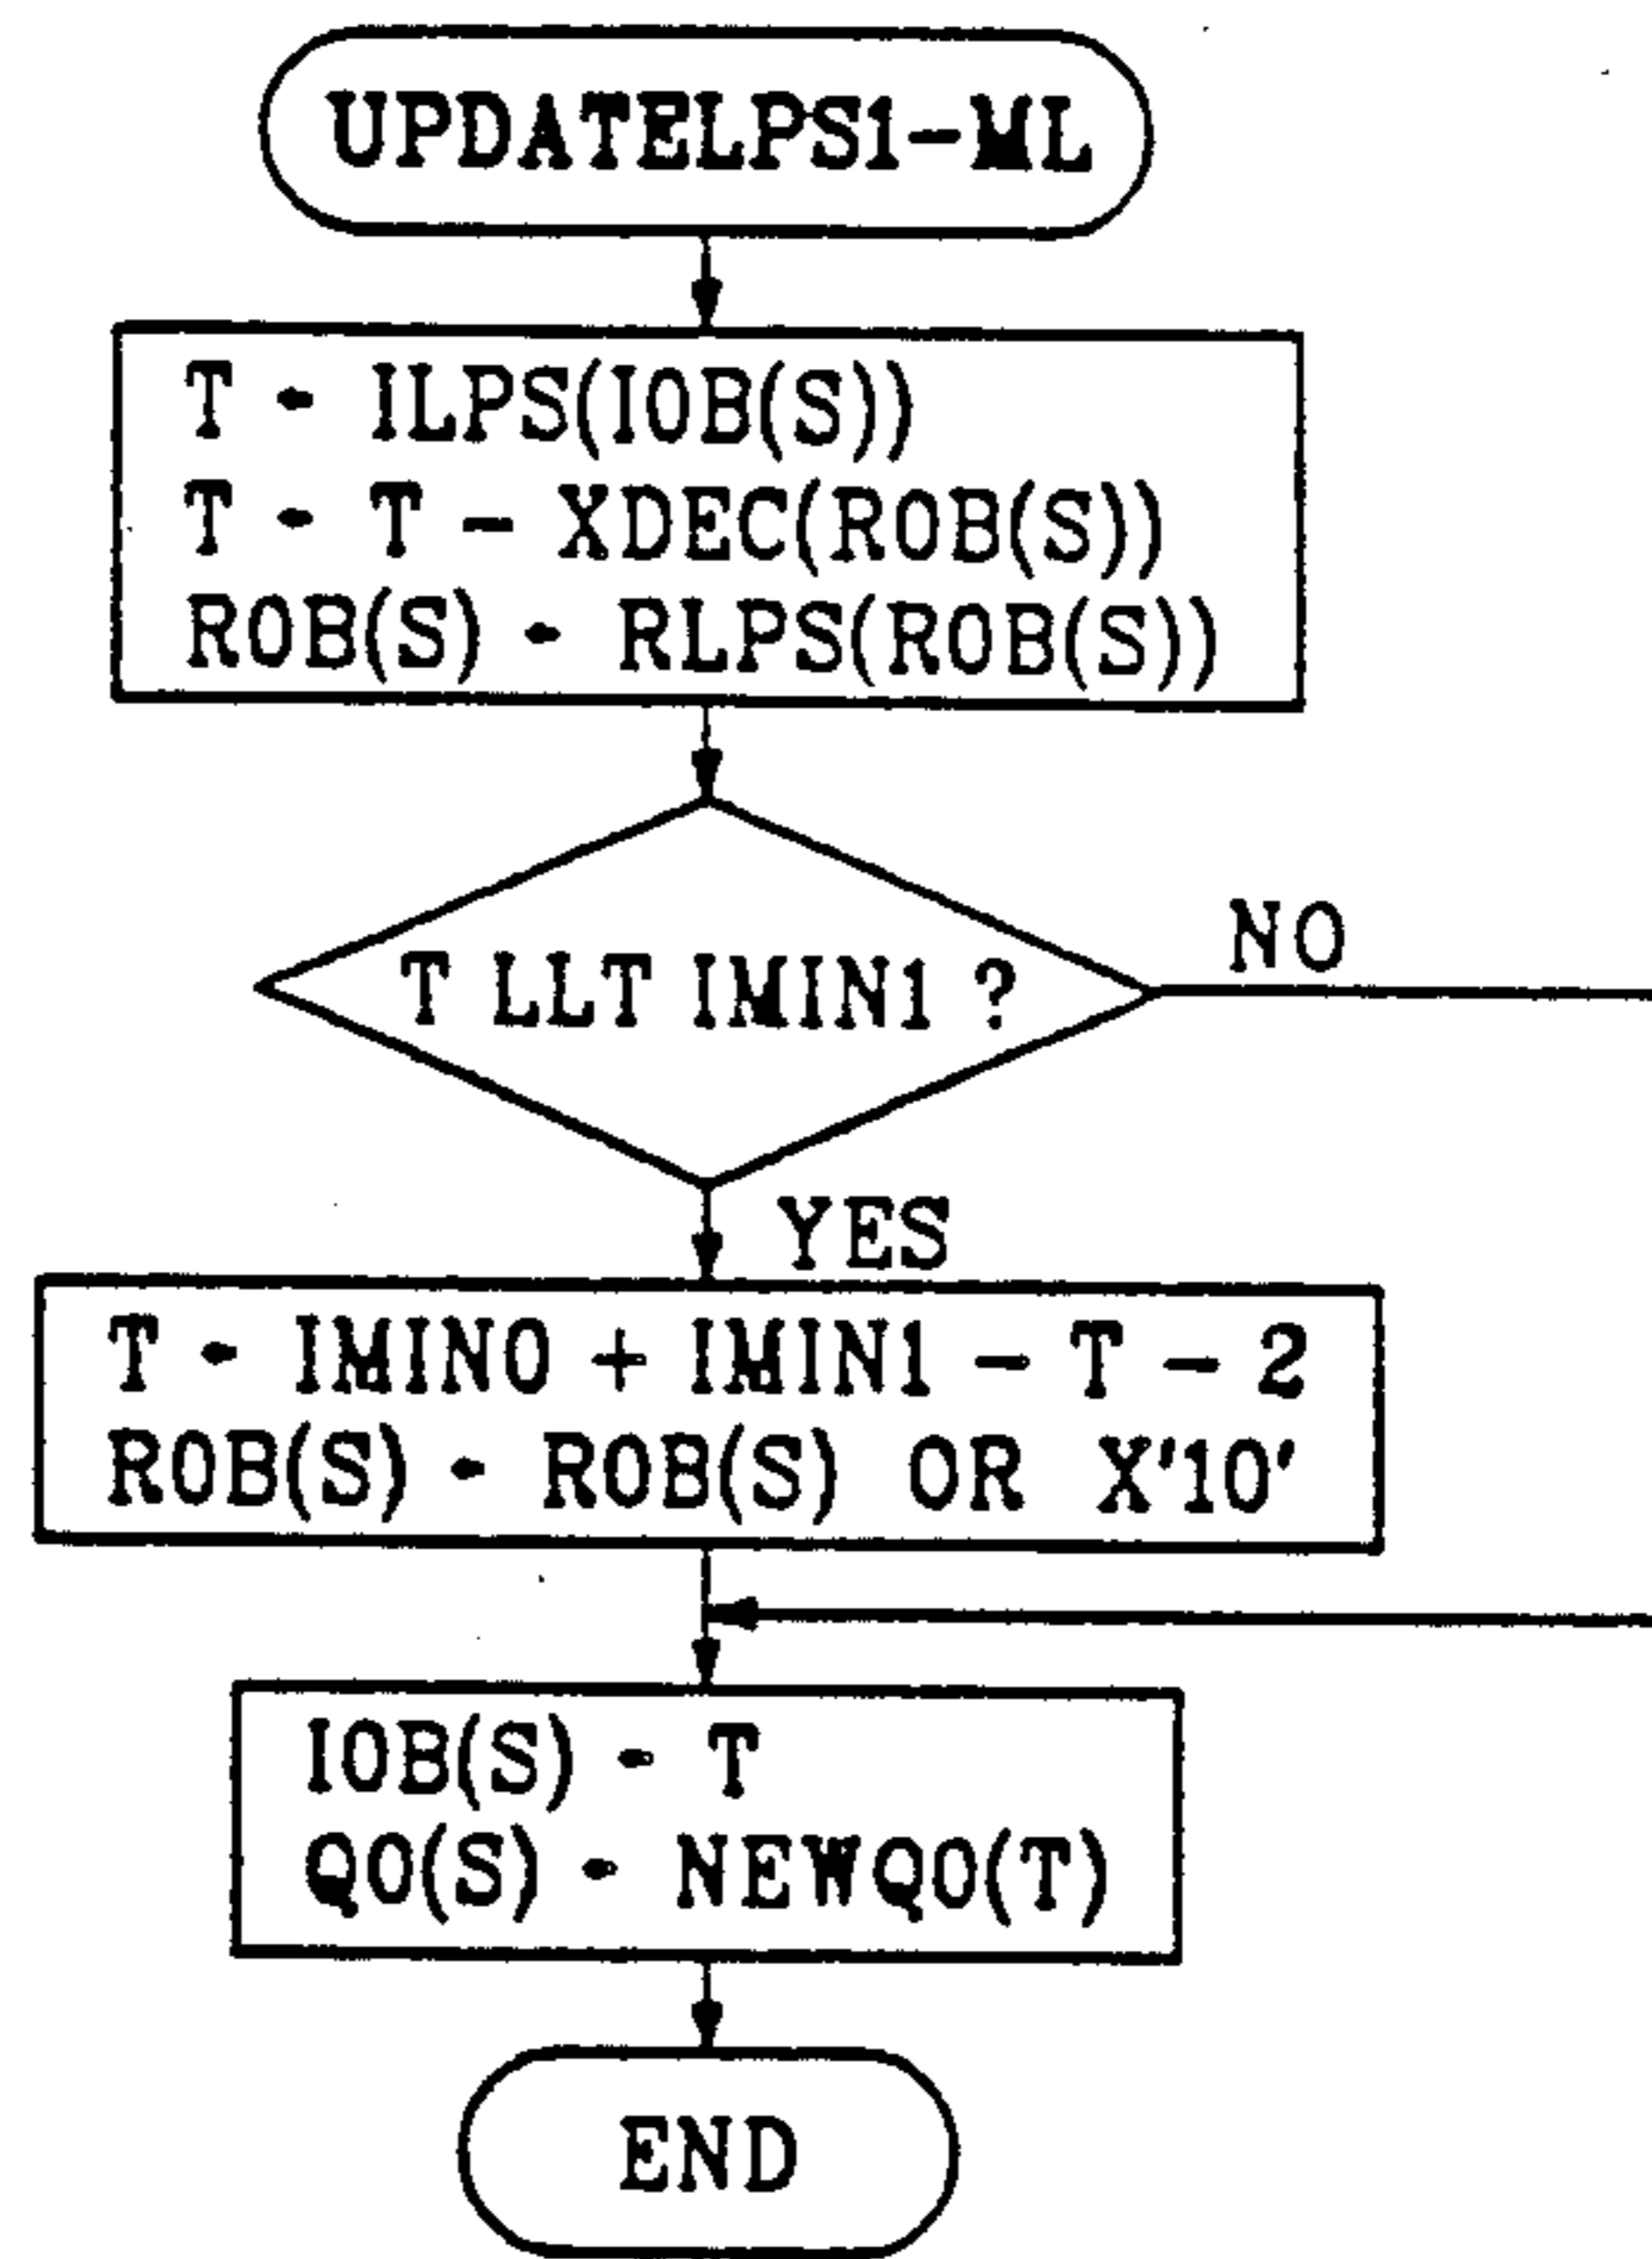 UPDATELPS1-ML
T ← ILPS(IOB(S))
T ← T - XDEC(ROB(S))
ROB(S) ← RLPS(ROB(S))
T LLT IMIN1 ?
NO
YES
T ← IMIN0 + IMIN1 - T - 2
ROB(S) ← ROB(S) OR X'10'
IOB(S) ← T
Q0(S) ← NEWQ0(T)
END